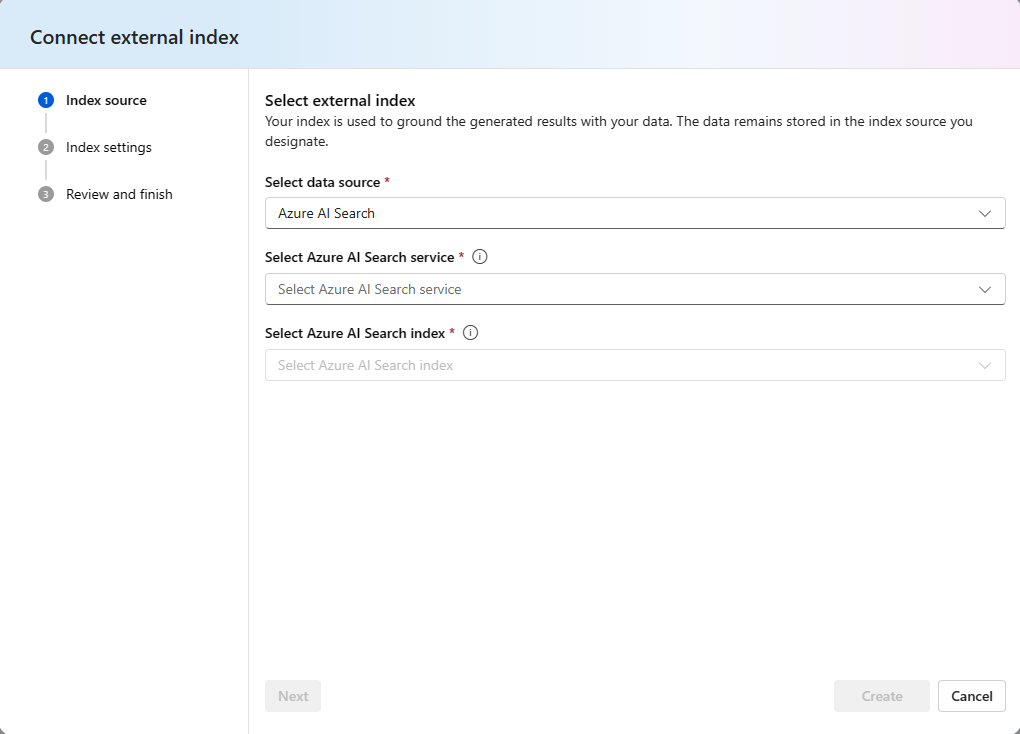 Connect external index
1 Index source
2 Index settings
3 Review and finish
Select external index
Your index is used to ground the generated results with your data. The data remains stored in the index source you
designate.
Select data source *
Azure AI Search
Select Azure AI Search service *
Select Azure AI Search service
Select Azure AI Search index *
Select Azure AI Search index
Next
Create
Cancel